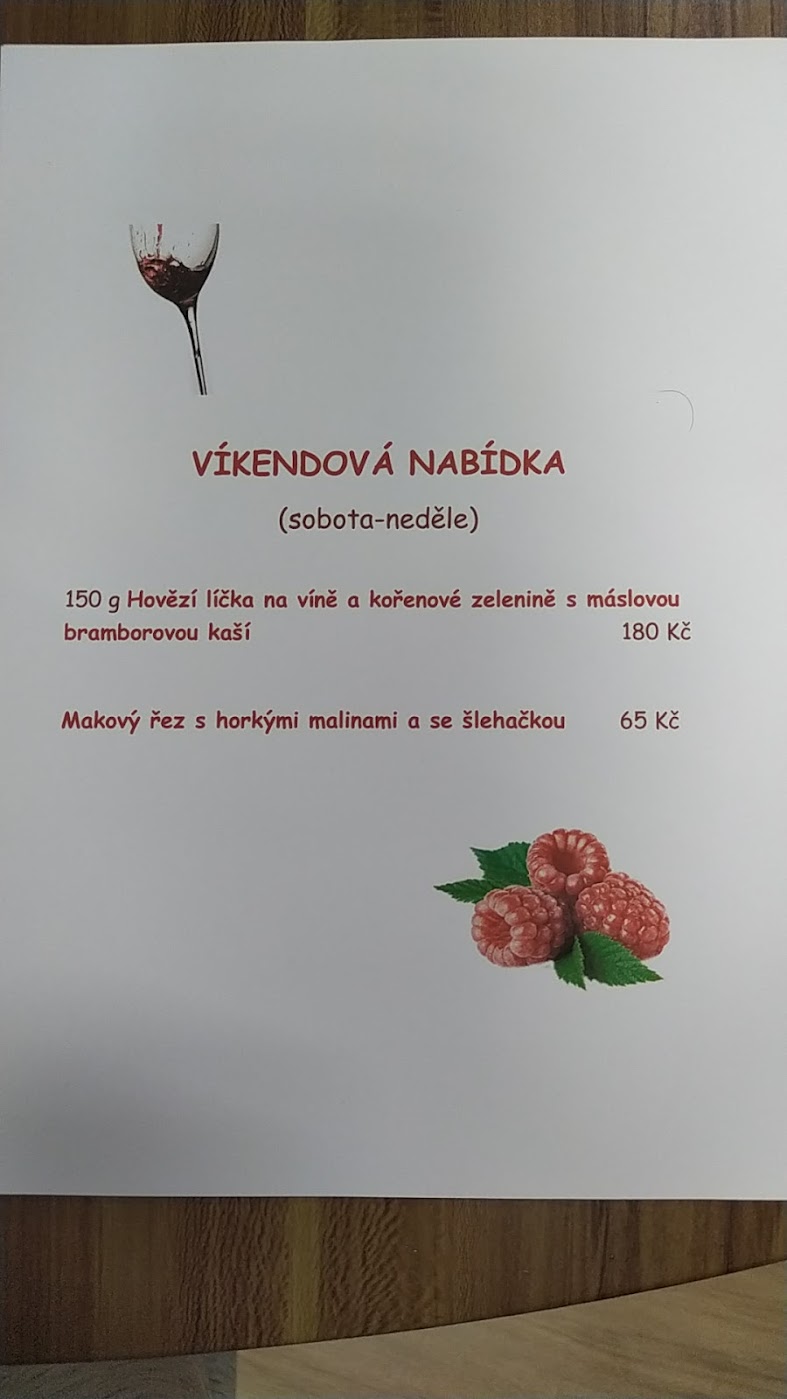 VÍKENDOVÁ NABÍDKA
(sobota-neděle)
150 g Hovězí líčka na víně a kořenové zelenině s máslovou
bramborovou kaší 180 Kč
Makový řez s horkými malinami a se šlehačkou 65 Kč